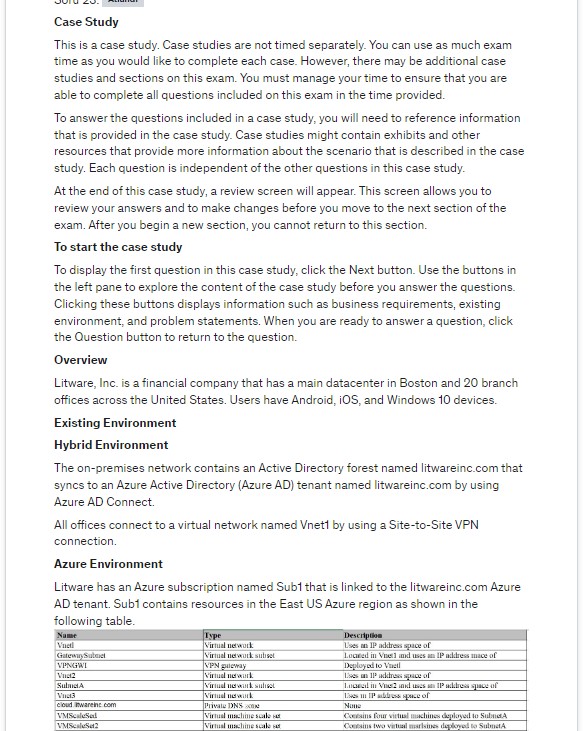 Soru 23. Atlandı
Case Study
This is a case study. Case studies are not timed separately. You can use as much exam
time as you would like to complete each case. However, there may be additional case
studies and sections on this exam. You must manage your time to ensure that you are
able to complete all questions included on this exam in the time provided.
To answer the questions included in a case study, you will need to reference information
that is provided in the case study. Case studies might contain exhibits and other
resources that provide more information about the scenario that is described in the case
study. Each question is independent of the other questions in this case study.
At the end of this case study, a review screen will appear. This screen allows you to
review your answers and to make changes before you move to the next section of the
exam. After you begin a new section, you cannot return to this section.
To start the case study
To display the first question in this case study, click the Next button. Use the buttons in
the left pane to explore the content of the case study before you answer the questions.
Clicking these buttons displays information such as business requirements, existing
environment, and problem statements. When you are ready to answer a question, click
the Question button to return to the question.
Overview
Litware, Inc. is a financial company that has a main datacenter in Boston and 20 branch
offices across the United States. Users have Android, iOS, and Windows 10 devices.
Existing Environment
Hybrid Environment
The on-premises network contains an Active Directory forest named litwareinc.com that
syncs to an Azure Active Directory (Azure AD) tenant named litwareinc.com by using
Azure AD Connect.
All offices connect to a virtual network named Vnet1 by using a Site-to-Site VPN
connection.
Azure Environment
Litware has an Azure subscription named Sub1 that is linked to the litwareinc.com Azure
AD tenant. Sub1 contains resources in the East US Azure region as shown in the
following table.
Name Type Description
Vnet1 Virtual network Uses an IP address space of
GatewaySubnet Virtual network subnet Located in Vnet1 and uses an IP address space of
VPNGW1 VPN gateway Deployed to Vnet1
Vnet2 Virtual network Uses an IP address space of
SubnetA Virtual network subnet Located in Vnet2 and uses an IP address space of
Vnet3 Virtual network Uses an IP address space of
cloud.litwareinc.com Private DNS zone None
VMScaleSet1 Virtual machine scale set Contains four virtual machines deployed to SubnetA
VMScaleSet2 Virtual machine scale set Contains two virtual machines deployed to SubnetA